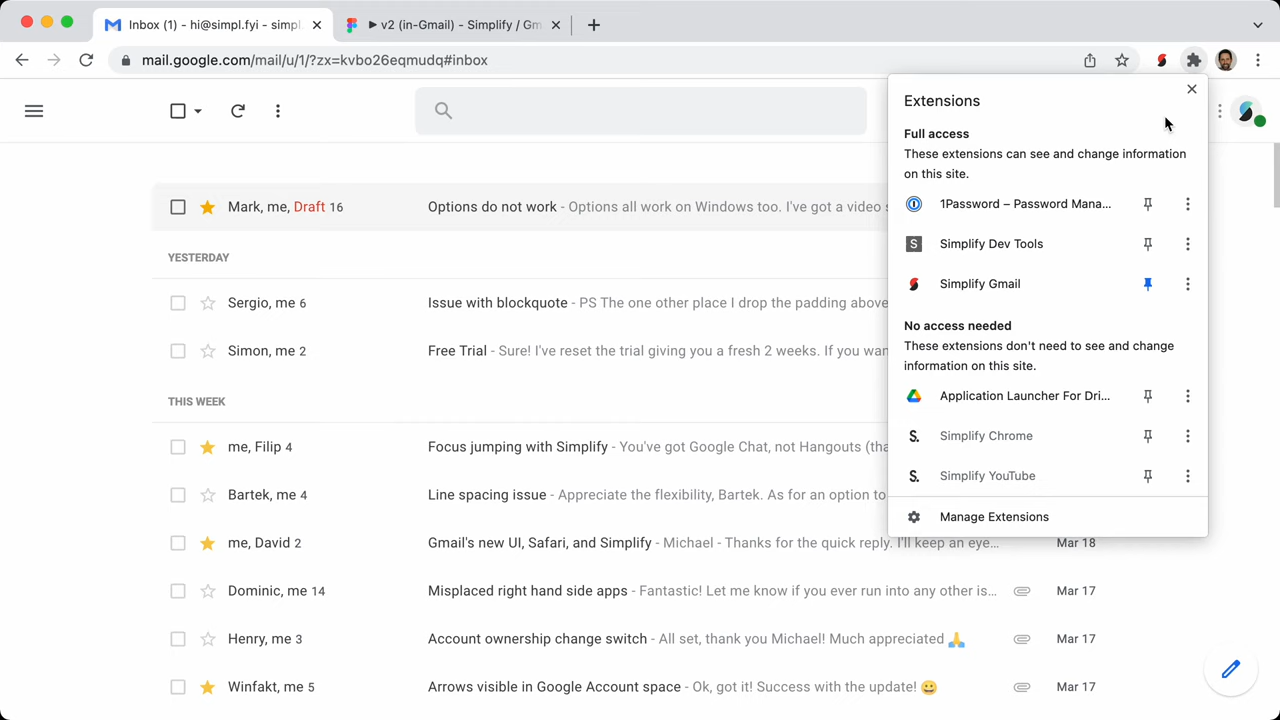 Inbox (1) - hi@simpl.fyi - simpl
v2 (in-Gmail) - Simplify / Gm
mail.google.com/mail/u/1/?zx=kvbo26eqmudq#inbox
Extensions
Full access
These extensions can see and change information
on this site.
1Password – Password Mana...
Simplify Dev Tools
Simplify Gmail
No access needed
These extensions don't need to see and change
information on this site.
Application Launcher For Dri...
S. Simplify Chrome
S. Simplify YouTube
Manage Extensions
Mark, me, Draft 16 Options do not work - Options all work on Windows too. I've got a video s
YESTERDAY
Sergio, me 6 Issue with blockquote - PS The one other place I drop the padding above
Simon, me 2 Free Trial - Sure! I've reset the trial giving you a fresh 2 weeks. If you wan
THIS WEEK
me, Filip 4 Focus jumping with Simplify - You've got Google Chat, not Hangouts (tha
Bartek, me 4 Line spacing issue - Appreciate the flexibility, Bartek. As for an option to
me, David 2 Gmail's new UI, Safari, and Simplify - Michael - Thanks for the quick reply. I'll keep an eye... Mar 18
Dominic, me 14 Misplaced right hand side apps - Fantastic! Let me know if you ever run into any other is... Mar 17
Henry, me 3 Account ownership change switch - All set, thank you Michael! Much appreciated 🙏 Mar 17
Winfakt, me 5 Arrows visible in Google Account space - Ok, got it! Success with the update! 😀 Mar 17